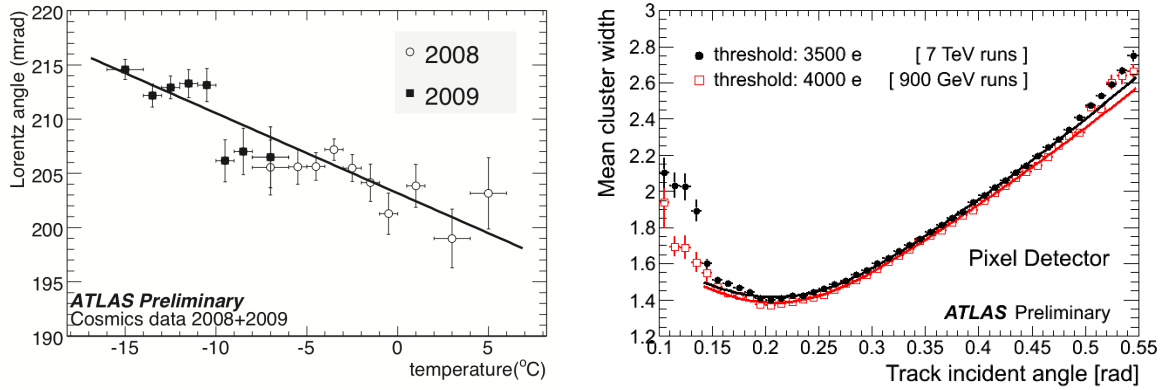 Lorentz angle (mrad)
220
215
210
205
200
195
190
2008
2009
ATLAS Preliminary
Cosmics data 2008+2009
-15 -10 -5 0 5
temperature(°C)
Mean cluster width
3
2.8
2.6
2.4
2.2
2
1.8
1.6
1.4
1.2
threshold: 3500 e [ 7 TeV runs ]
threshold: 4000 e [ 900 GeV runs ]
Pixel Detector
ATLAS Preliminary
0.1 0.15 0.2 0.25 0.3 0.35 0.4 0.45 0.5 0.55
Track incident angle [rad]